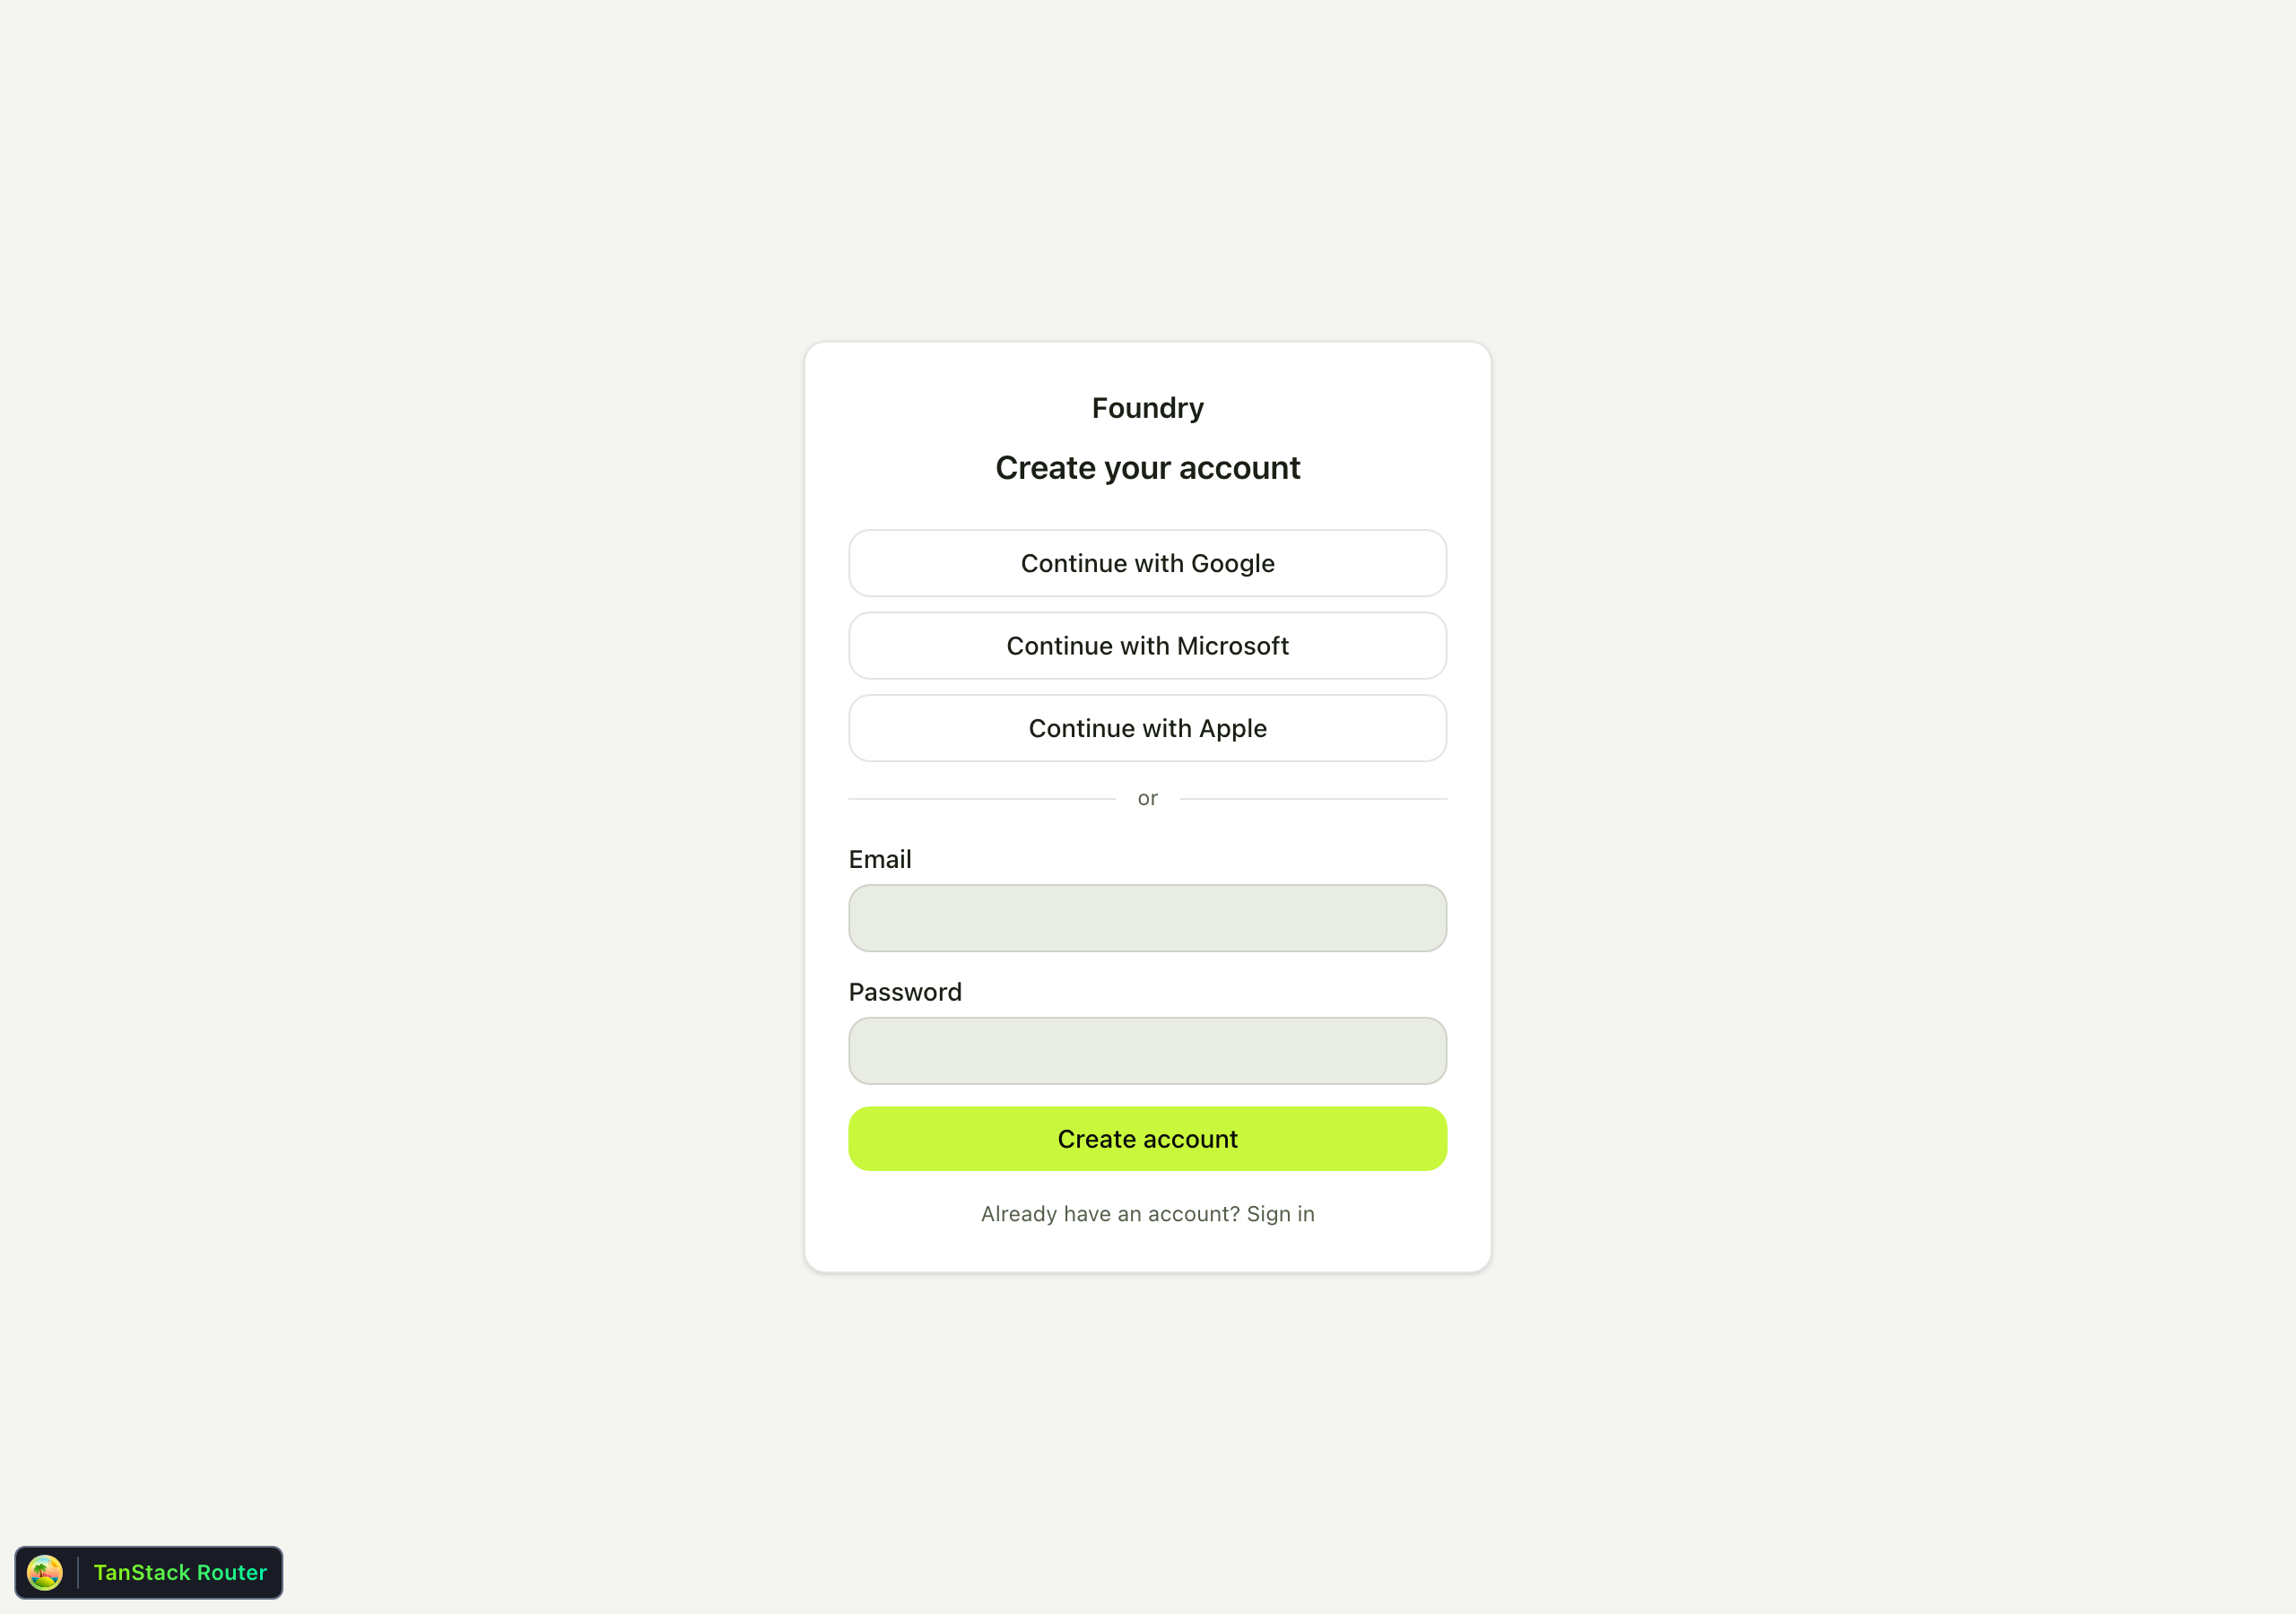 Foundry
Create your account
Continue with Google
Continue with Microsoft
Continue with Apple
or
Email
Password
Create account
Already have an account? Sign in
TanStack Router